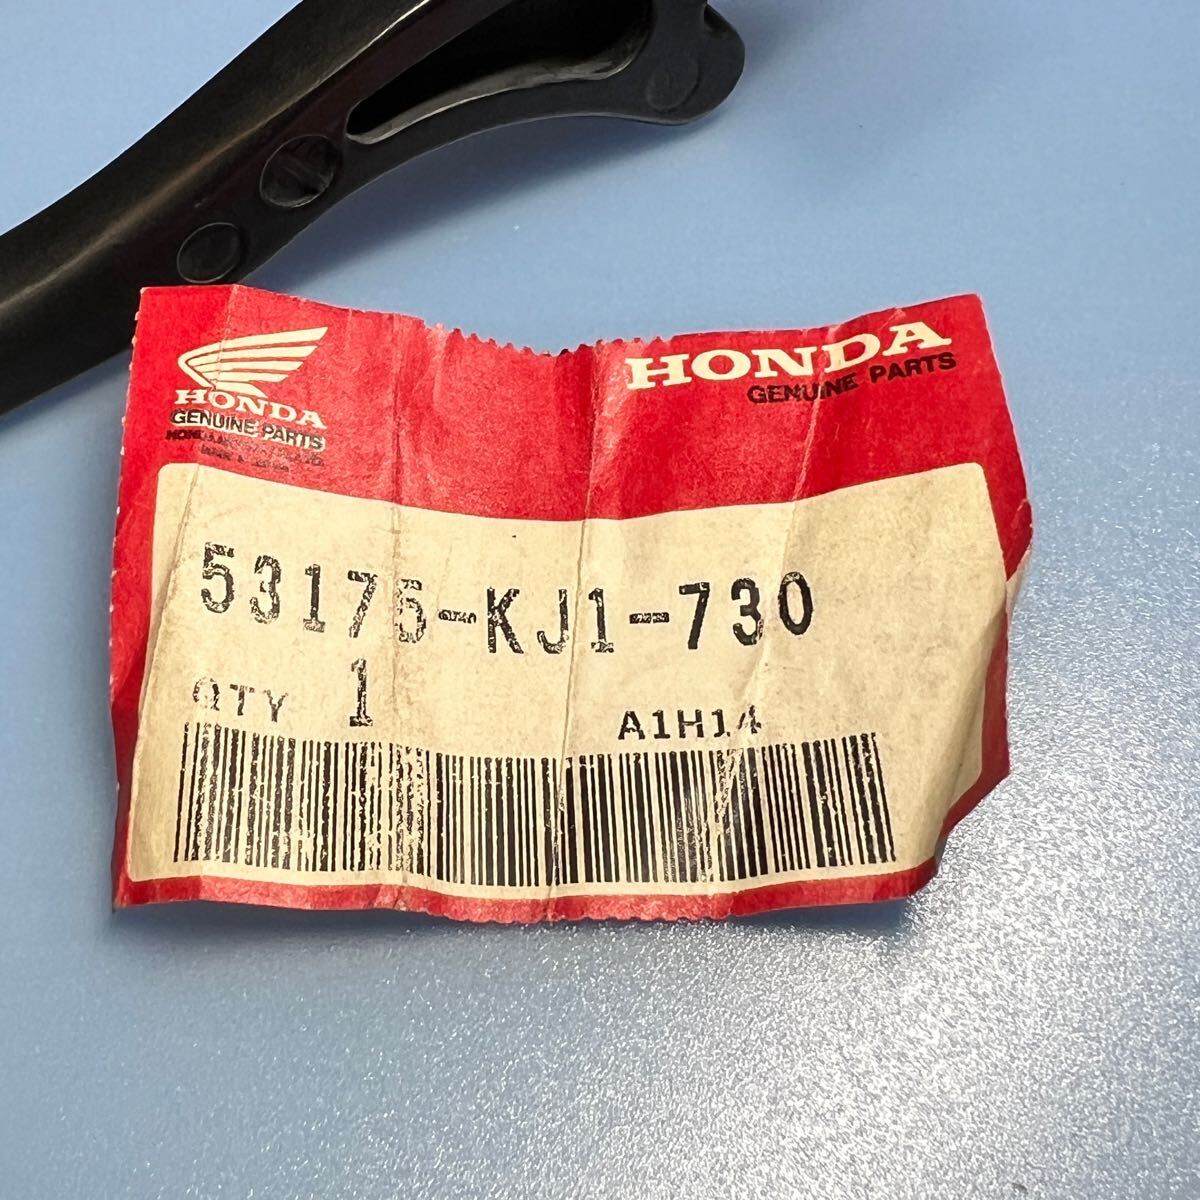 HONDA
GENUINE PARTS
HONDA
GENUINE PARTS
53175-KJ1-730
QTY 1
A1H14